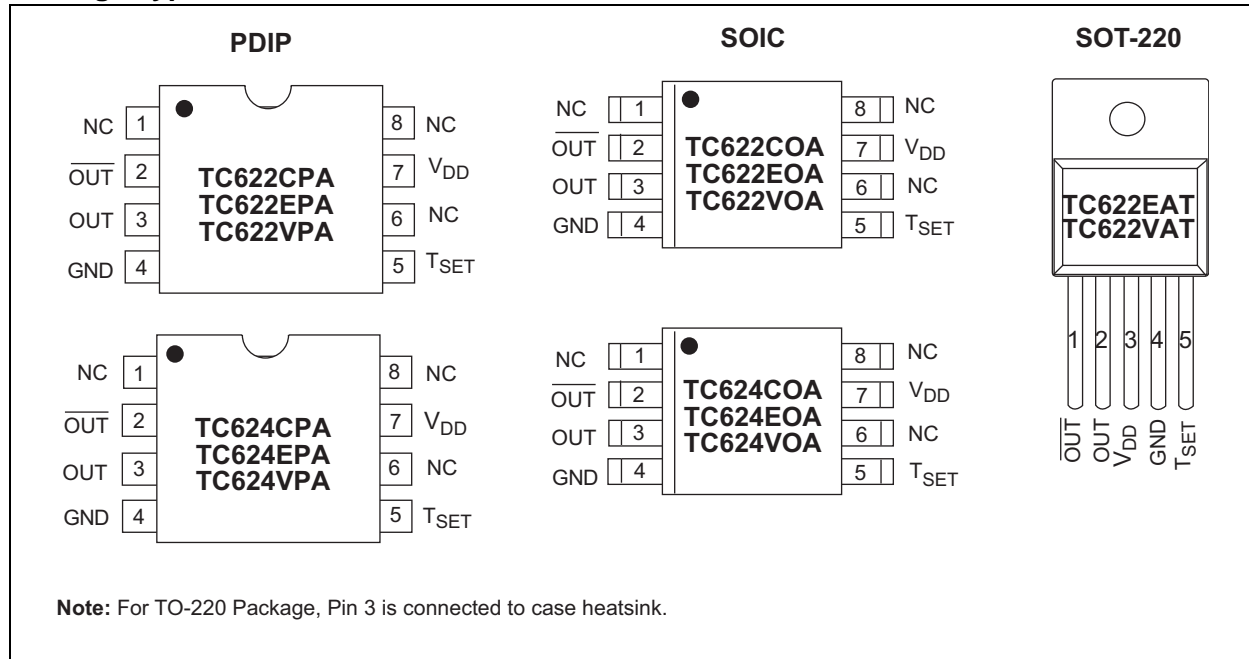 PDIP
NC 1
8 NC
OUT 2
7 VDD
OUT 3
6 NC
GND 4
5 TSET
TC622CPA
TC622EPA
TC622VPA
NC 1
8 NC
OUT 2
7 VDD
OUT 3
6 NC
GND 4
5 TSET
TC624CPA
TC624EPA
TC624VPA
SOIC
NC 1
8 NC
OUT 2
7 VDD
OUT 3
6 NC
GND 4
5 TSET
TC622COA
TC622EOA
TC622VOA
NC 1
8 NC
OUT 2
7 VDD
OUT 3
6 NC
GND 4
5 TSET
TC624COA
TC624EOA
TC624VOA
SOT-220
TC622EAT
TC622VAT
1 2 3 4 5
OUT
OUT
VDD
GND
TSET
Note: For TO-220 Package, Pin 3 is connected to case heatsink.